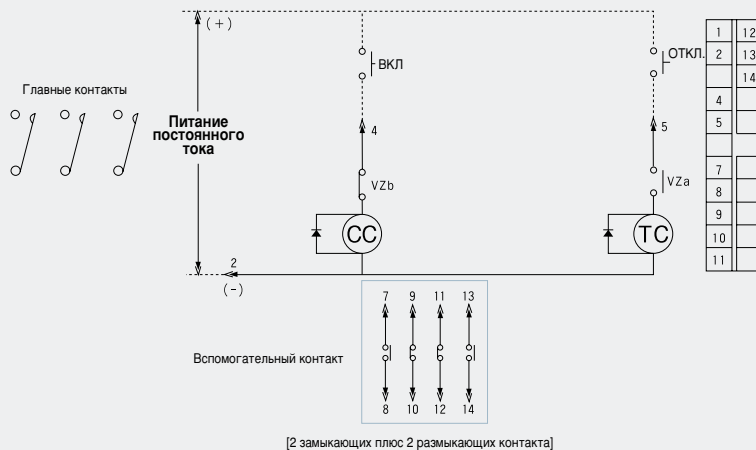 (+)
ВКЛ
ОТКЛ.
Главные контакты
Питание
постоянного
тока
4
5
VZb
VZa
CC
TC
2
(-)
7 9 11 13
Вспомогательный контакт
8 10 12 14
[2 замыкающих плюс 2 размыкающих контакта]
1 12
2 13
14
4
5
7
8
9
10
11